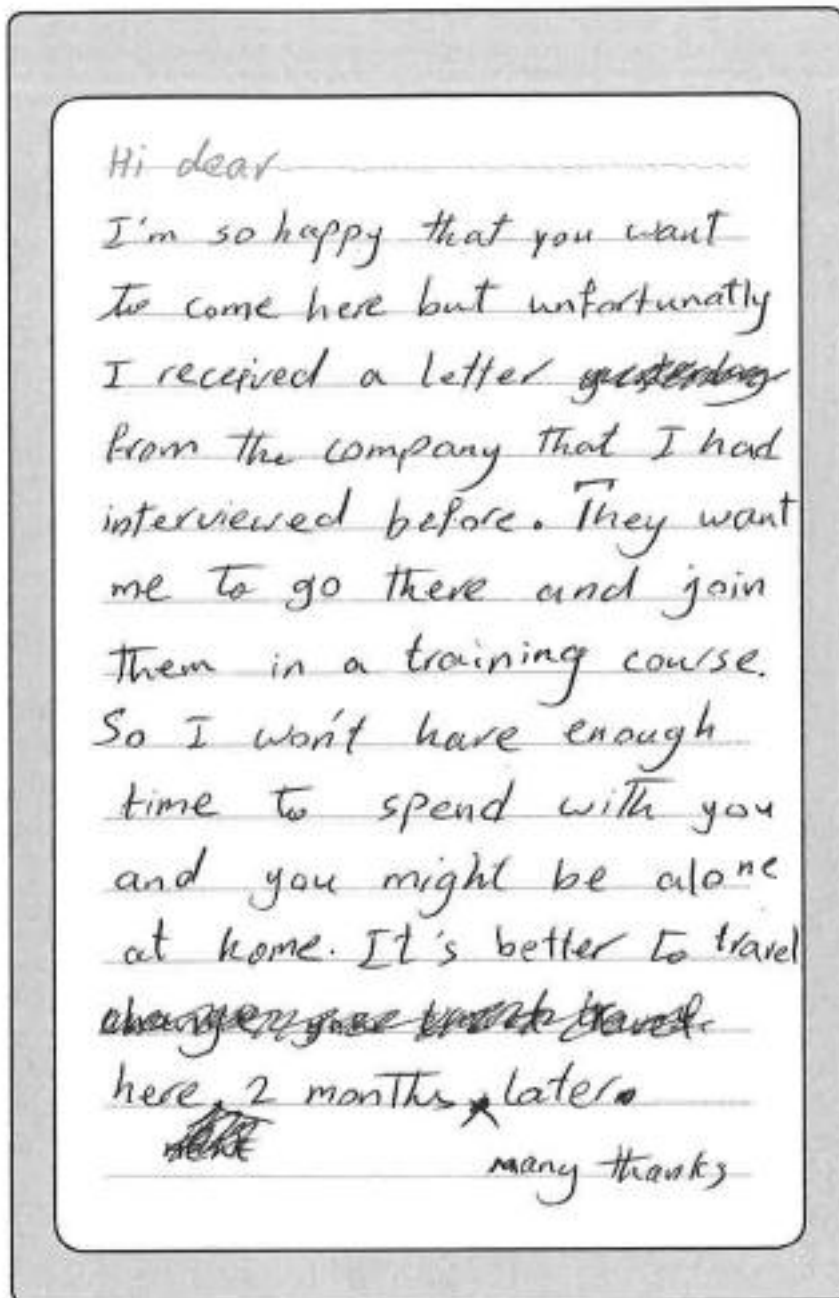 Hi dear
I'm so happy that you want
to come here but unfortunatly
I received a letter
from the company that I had
interviewed before. They want
me to go there and join
them in a training course.
So I won't have enough
time to spend with you
and you might be alone
at home. It's better to travel
here 2 months later.
many thanks